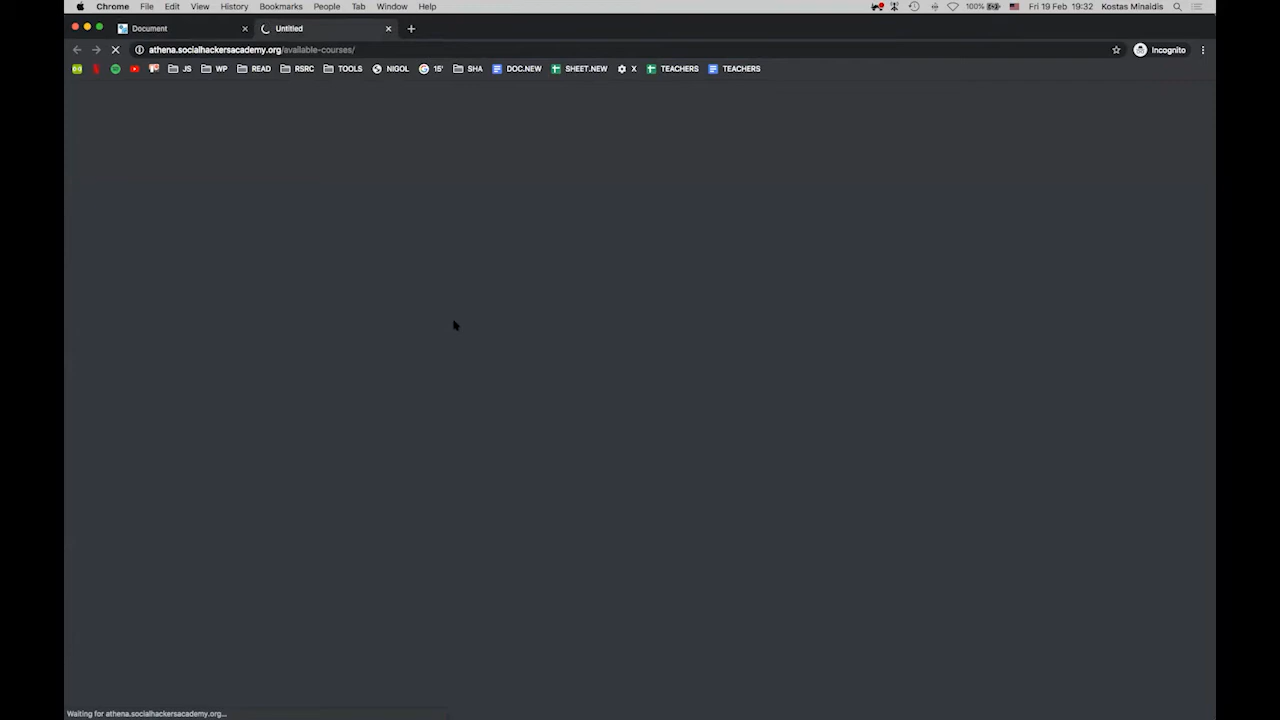 Chrome File Edit View History Bookmarks People Tab Window Help 100% Fri 19 Feb 19:32 Kostas Minaidis
Document Untitled
athena.socialhackersacademy.org/available-courses/ Incognito
JS WP READ RSRC TOOLS NIGOL 15' SHA DOC.NEW SHEET.NEW X TEACHERS TEACHERS
Waiting for athena.socialhackersacademy.org...